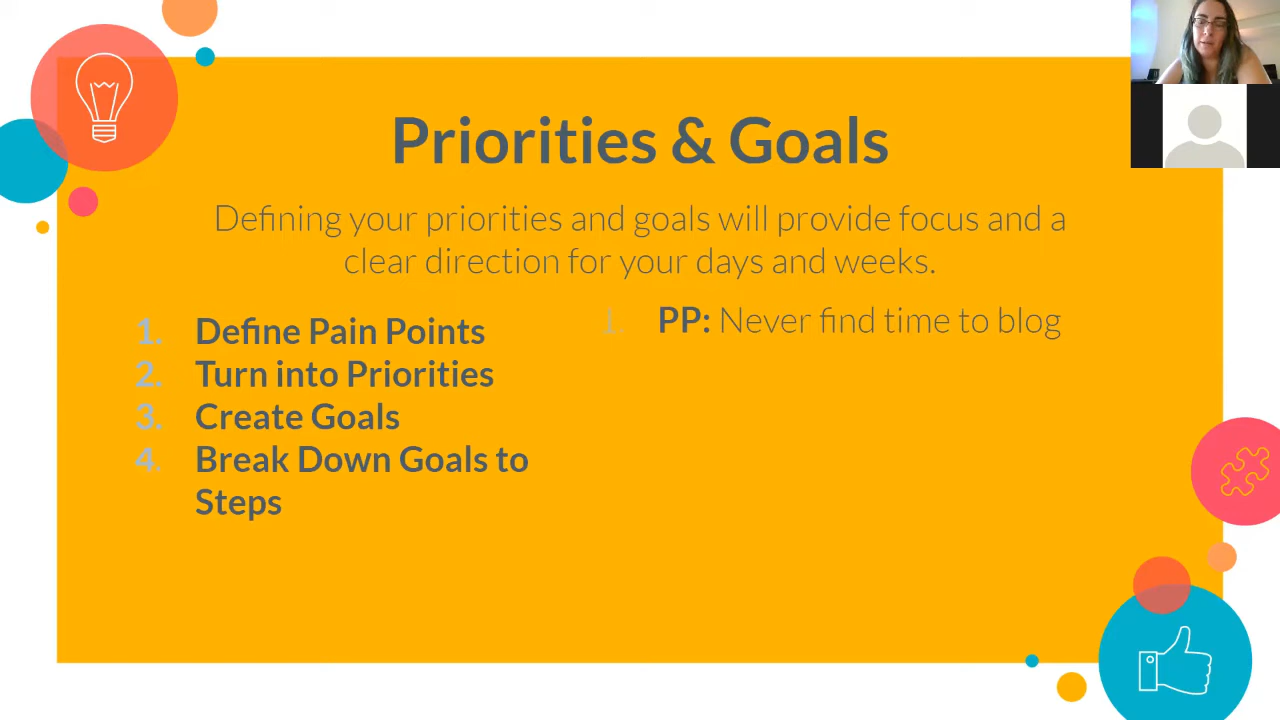 Priorities & Goals
Defining your priorities and goals will provide focus and a
clear direction for your days and weeks.
1. Define Pain Points
2. Turn into Priorities
3. Create Goals
4. Break Down Goals to
Steps
1. PP: Never find time to blog